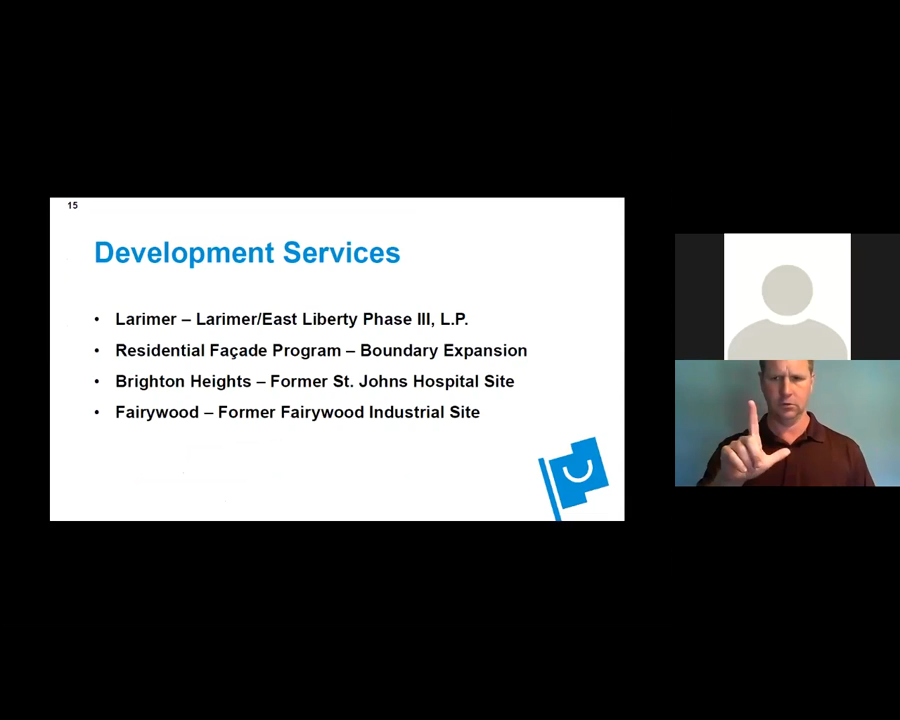 15
Development Services
• Larimer – Larimer/East Liberty Phase III, L.P.
• Residential Façade Program – Boundary Expansion
• Brighton Heights – Former St. Johns Hospital Site
• Fairywood – Former Fairywood Industrial Site